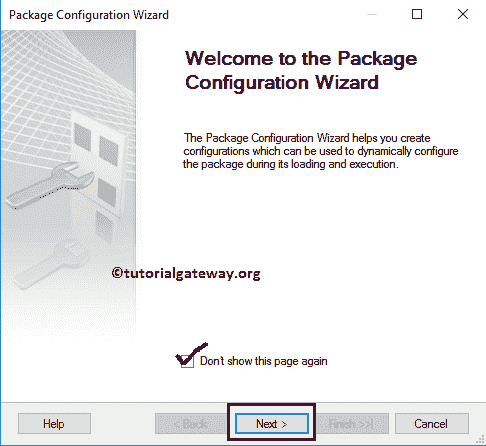 Package Configuration Wizard
Welcome to the Package
Configuration Wizard
The Package Configuration Wizard helps you create
configurations which can be used to dynamically configure
the package during its loading and execution.
©tutorialgateway.org
Don't show this page again
Help
< Back
Next >
Finish >>|
Cancel